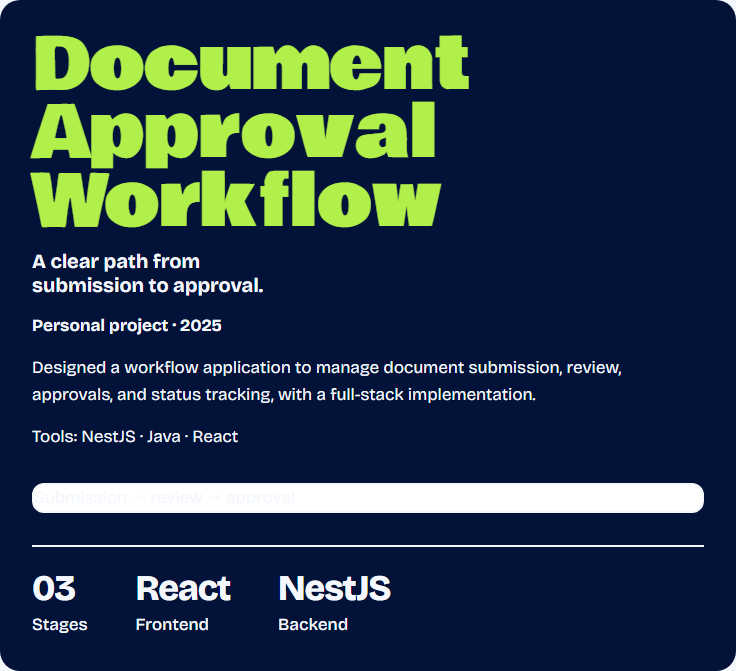 Document
Approval
Workflow
A clear path from
submission to approval.
Personal project · 2025
Designed a workflow application to manage document submission, review,
approvals, and status tracking, with a full-stack implementation.
Tools: NestJS · Java · React
Submission → review → approval
03 React NestJS
Stages Frontend Backend